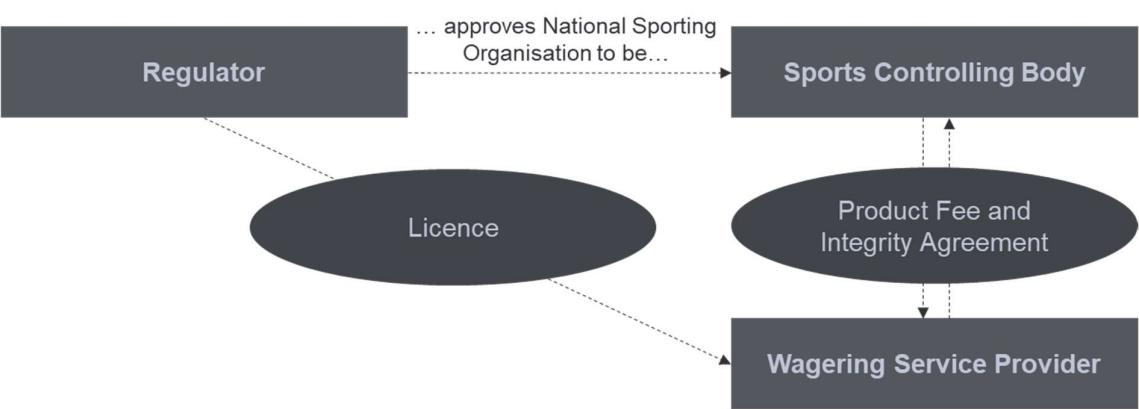 … approves National Sporting
Organisation to be…
Regulator
Sports Controlling Body
Licence
Product Fee and
Integrity Agreement
Wagering Service Provider